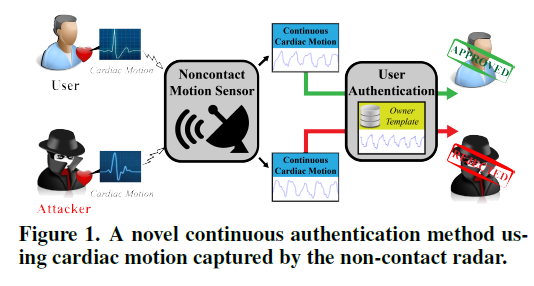 Cardiac Motion
User
Noncontact
Motion Sensor
Continuous
Cardiac Motion
User
Authentication
Owner
Template
APPROVED
Cardiac Motion
Attacker
Continuous
Cardiac Motion
Figure 1. A novel continuous authentication method us-
ing cardiac motion captured by the non-contact radar.